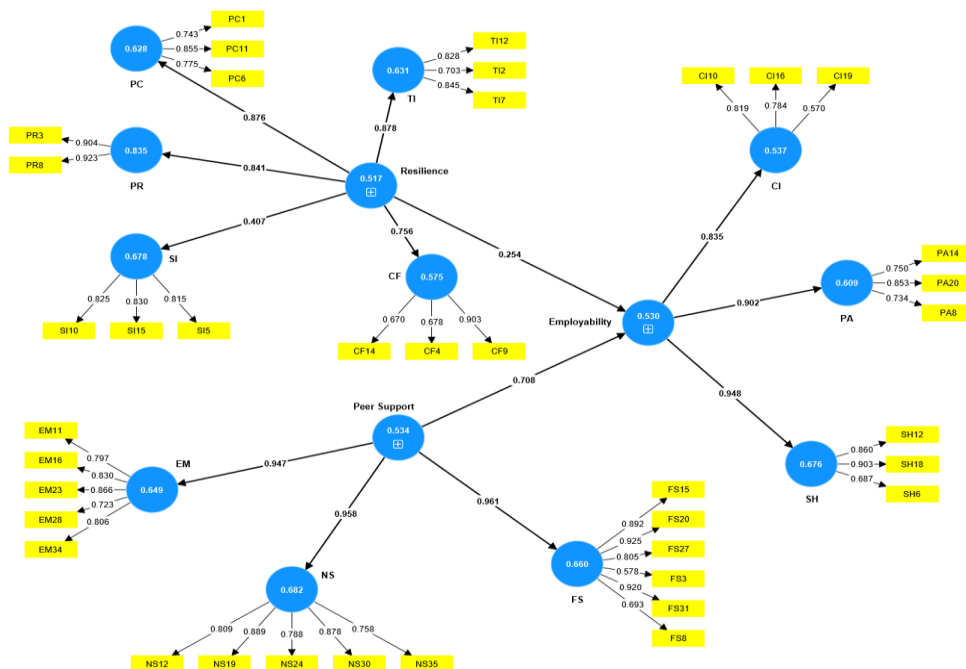 PC1
0.743
0.628
0.855
PC11
0.775
PC
PC6
TI12
0.828
0.631
0.703
TI2
0.845
TI
TI7
CI10
CI16
CI19
0.819
0.784
0.570
0.537
CI
0.876
0.878
PR3
0.904
0.835
PR8
0.923
PR
0.841
0.517
Resilience
0.407
0.756
0.254
0.835
SI
0.678
0.825
0.830
0.815
SI10
SI15
SI5
CF
0.575
0.670
0.678
0.903
CF14
CF4
CF9
Employability
0.530
0.902
0.750
PA14
0.609
0.853
PA20
0.734
PA
PA8
0.708
0.948
Peer Support
0.534
SH12
0.860
0.676
0.903
SH18
0.687
SH
SH6
EM11
0.797
EM
EM16
0.830
0.947
EM23
0.866
0.649
EM28
0.723
EM34
0.806
0.958
0.961
FS15
0.892
FS20
0.925
FS27
0.805
0.660
0.578
FS3
0.920
FS
FS31
0.693
FS8
NS
0.682
0.809
0.889
0.788
0.878
0.758
NS12
NS19
NS24
NS30
NS35